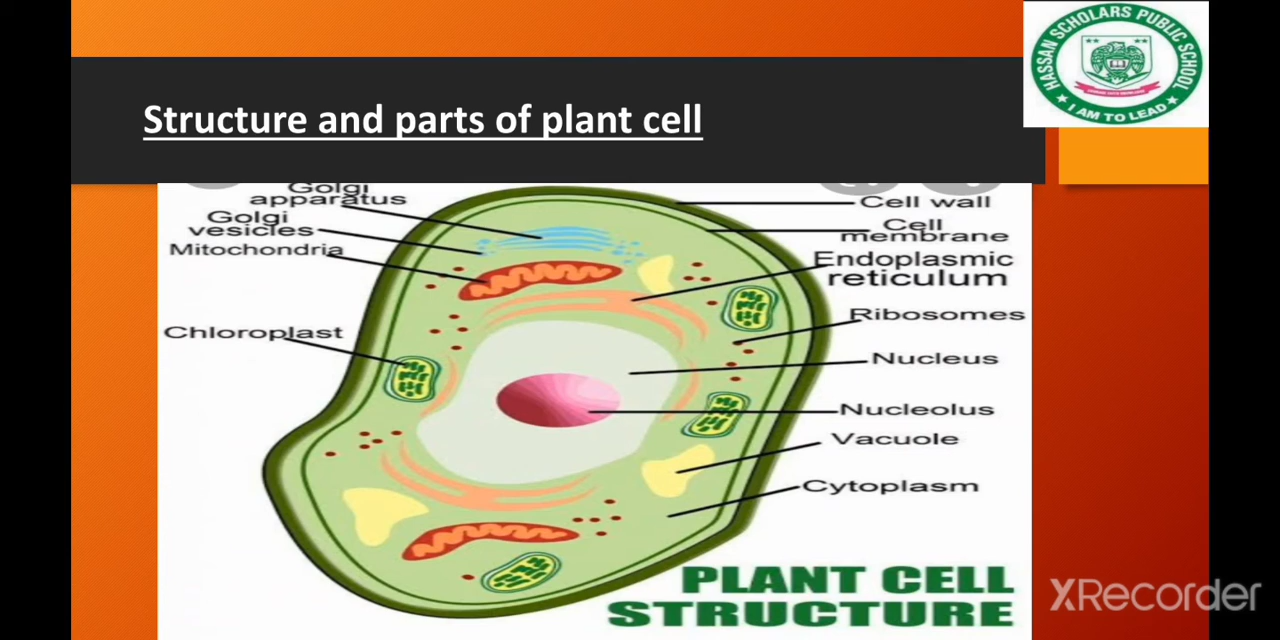 HASSAN SCHOLARS PUBLIC SCHOOL
★ I AM TO LEAD ★
Structure and parts of plant cell
Golgi
apparatus
Golgi
vesicles
Mitochondria
Chloroplast
Cell wall
Cell
membrane
Endoplasmic
reticulum
Ribosomes
Nucleus
Nucleolus
Vacuole
Cytoplasm
PLANT CELL
STRUCTURE
XRecorder